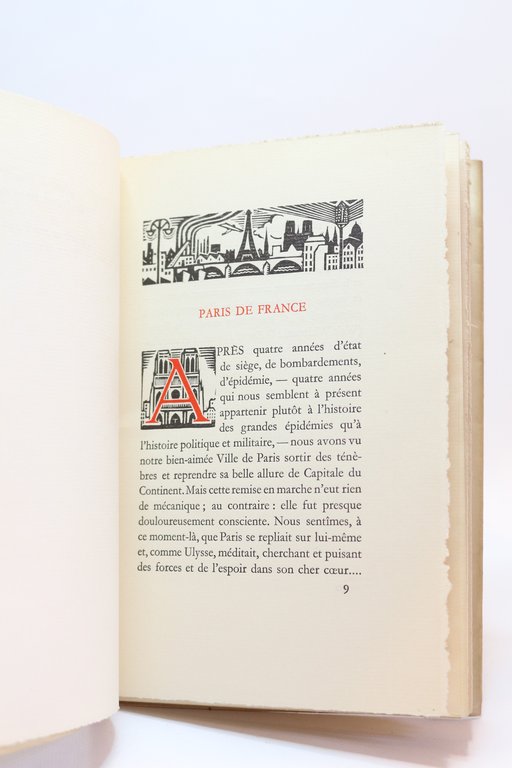 PARIS DE FRANCE
APRÈS quatre années d'état
de siège, de bombardements,
d'épidémie, — quatre années
qui nous semblent à présent
appartenir plutôt à l'histoire
des grandes épidémies qu'à
l'histoire politique et militaire, — nous avons vu
notre bien-aimée Ville de Paris sortir des ténè-
bres et reprendre sa belle allure de Capitale du
Continent. Mais cette remise en marche n'eut rien
de mécanique ; au contraire : elle fut presque
douloureusement consciente. Nous sentîmes, à
ce moment-là, que Paris se repliait sur lui-même
et, comme Ulysse, méditait, cherchant et puisant
des forces et de l'espoir dans son cher cœur....
9